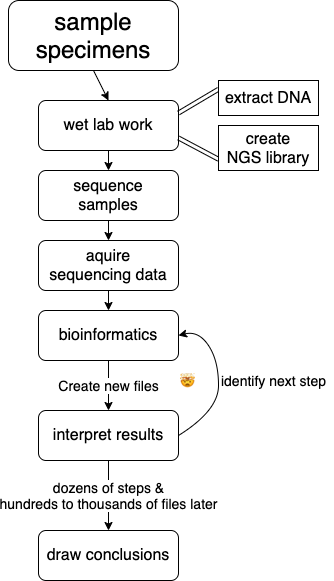 sample
specimens
wet lab work
extract DNA
create
NGS library
sequence
samples
aquire
sequencing data
bioinformatics
Create new files
identify next step
interpret results
dozens of steps &
hundreds to thousands of files later
draw conclusions